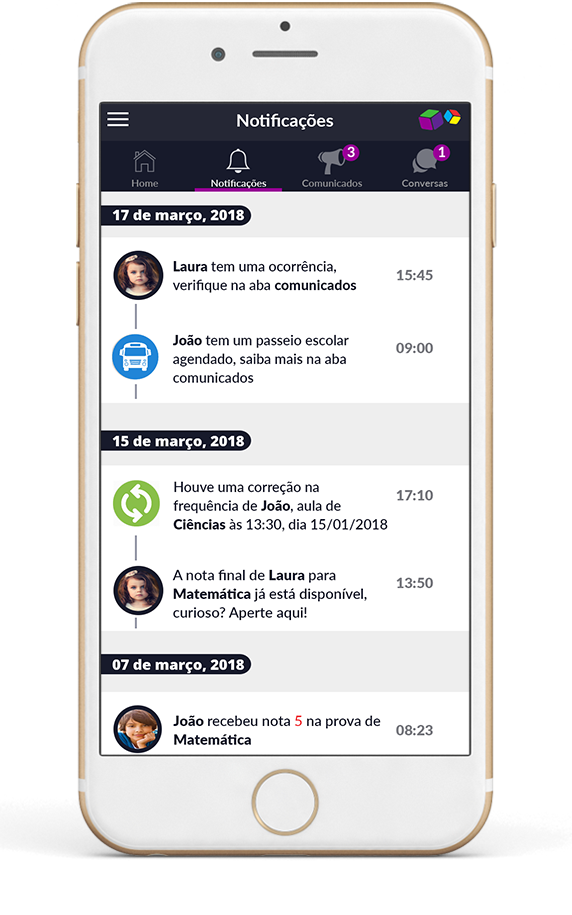 Notificações
3
1
Home
Notificações
Comunicados
Conversas
17 de março, 2018
Laura tem uma ocorrência,
verifique na aba comunicados
15:45
João tem um passeio escolar
agendado, saiba mais na aba
comunicados
09:00
15 de março, 2018
Houve uma correção na
frequência de João, aula de
Ciências às 13:30, dia 15/01/2018
17:10
A nota final de Laura para
Matemática já está disponível,
curioso? Aperte aqui!
13:50
07 de março, 2018
João recebeu nota 5 na prova de
Matemática
08:23